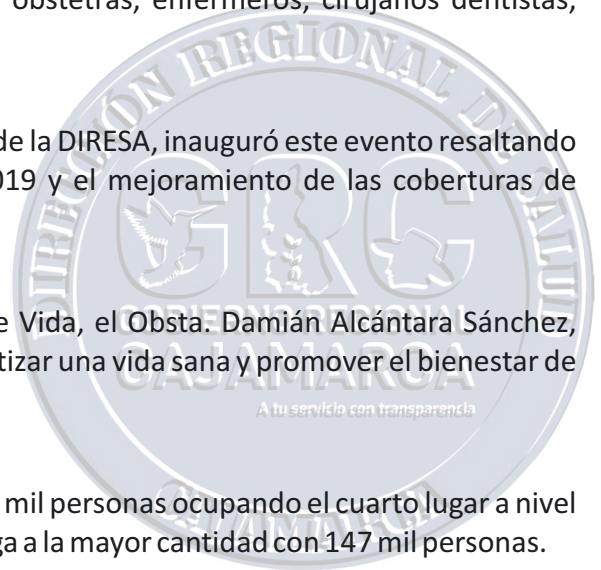 obstetras, enfermeros, cirujanos dentistas,
de la DIRESA, inauguró este evento resaltando
019 y el mejoramiento de las coberturas de
e Vida, el Obsta. Damián Alcántara Sánchez,
tizar una vida sana y promover el bienestar de
mil personas ocupando el cuarto lugar a nivel
ga a la mayor cantidad con 147 mil personas.
DIRECCIÓN REGIONAL DE SALUD
GRC
GOBIERNO REGIONAL
CAJAMARCA
A tu servicio con transparencia
CAJAMARCA